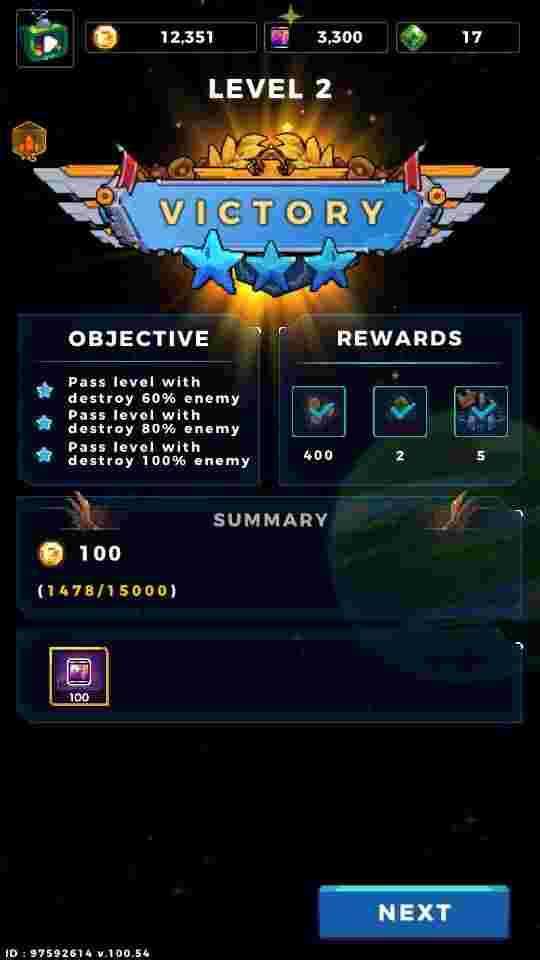 12,351
3,300
17
LEVEL 2
VICTORY
OBJECTIVE
Pass level with
destroy 60% enemy
Pass level with
destroy 80% enemy
Pass level with
destroy 100% enemy
REWARDS
400
2
5
SUMMARY
100
(1478/15000)
100
NEXT
ID : 97592614 v.100.54